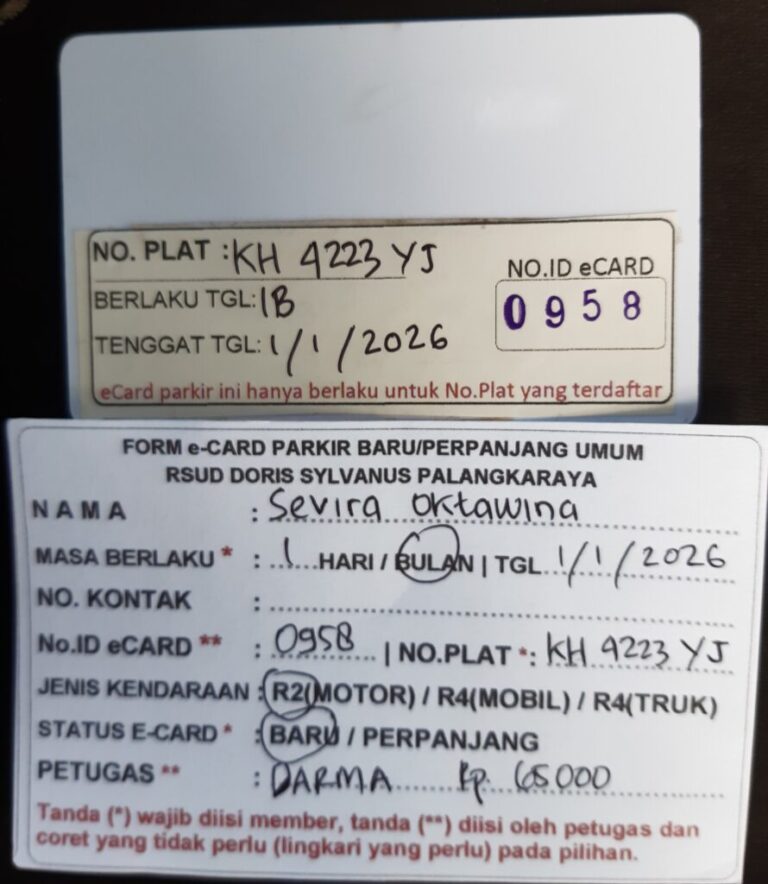 NO. PLAT : KH 4223 YJ
NO.ID eCARD
BERLAKU TGL: 1B
0958
TENGGAT TGL: 1/1/2026
eCard parkir ini hanya berlaku untuk No.Plat yang terdaftar
FORM e-CARD PARKIR BARU/PERPANJANG UMUM
RSUD DORIS SYLVANUS PALANGKARAYA
NAMA : Sevira Oktawina
MASA BERLAKU * : 1 HARI / BULAN | TGL 1/1/2026
NO. KONTAK :
No.ID eCARD ** : 0958 | NO.PLAT *: KH 4223 YJ
JENIS KENDARAAN : R2(MOTOR) / R4(MOBIL) / R4(TRUK)
STATUS E-CARD * : BARU / PERPANJANG
PETUGAS ** : DARMA Rp. 65000
Tanda (*) wajib diisi member, tanda (**) diisi oleh petugas dan
coret yang tidak perlu (lingkari yang perlu) pada pilihan.